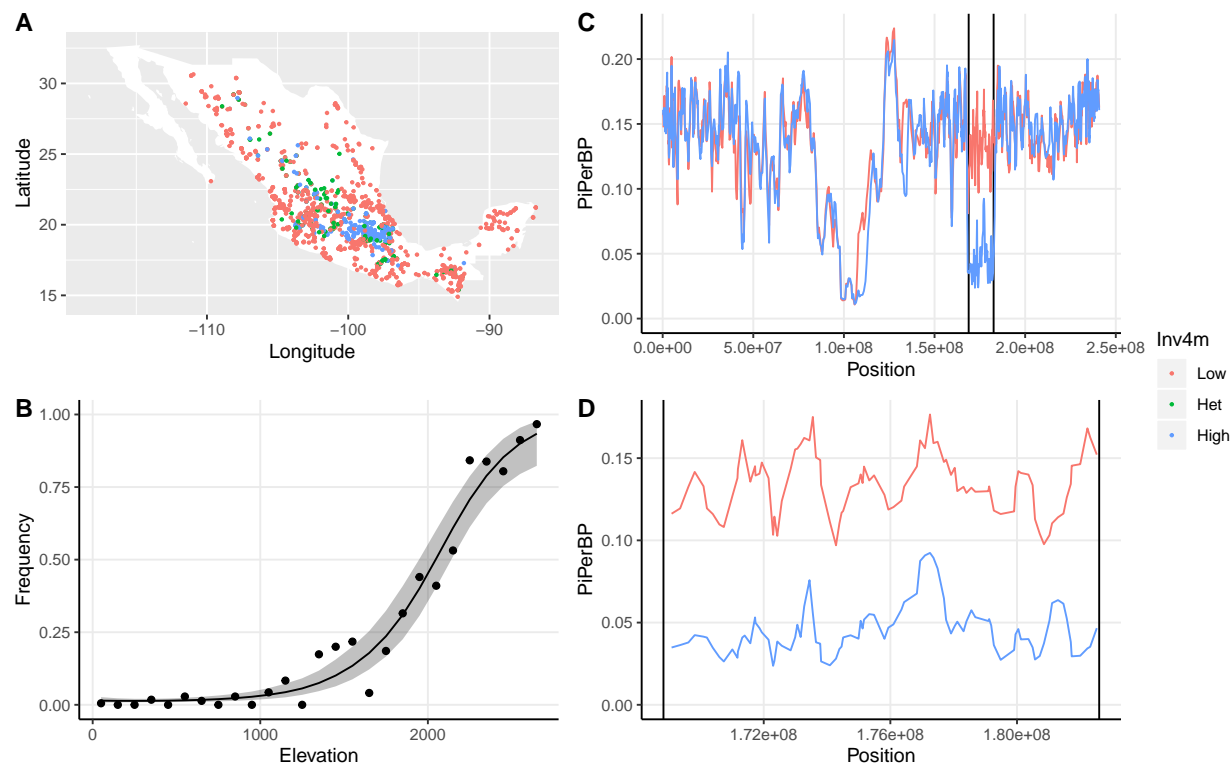 A
Latitude
30
25
20
15
−110
−100
−90
Longitude
B
Frequency
1.00
0.75
0.50
0.25
0.00
0
1000
2000
Elevation
C
PiPerBP
0.20
0.15
0.10
0.05
0.00
0.0e+00
5.0e+07
1.0e+08
1.5e+08
2.0e+08
2.5e+08
Position
D
PiPerBP
0.15
0.10
0.05
0.00
1.72e+08
1.76e+08
1.80e+08
Position
Inv4m
Low
Het
High